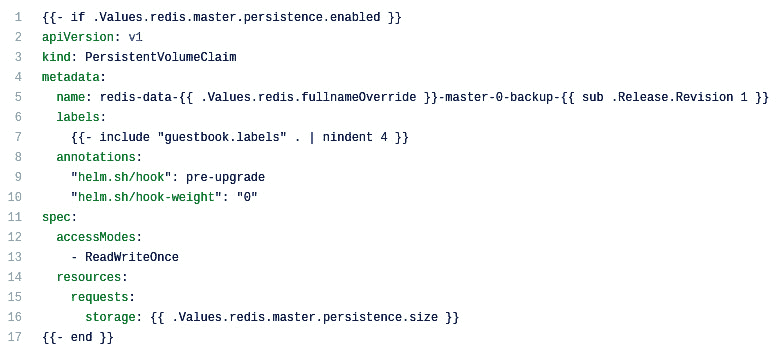 1 {{- if .Values.redis.master.persistence.enabled }}
2 apiVersion: v1
3 kind: PersistentVolumeClaim
4 metadata:
5   name: redis-data-{{ .Values.redis.fullnameOverride }}-master-0-backup-{{ sub .Release.Revision 1 }}
6   labels:
7     {{- include "guestbook.labels" . | nindent 4 }}
8   annotations:
9     "helm.sh/hook": pre-upgrade
10     "helm.sh/hook-weight": "0"
11 spec:
12   accessModes:
13     - ReadWriteOnce
14   resources:
15     requests:
16       storage: {{ .Values.redis.master.persistence.size }}
17 {{- end }}